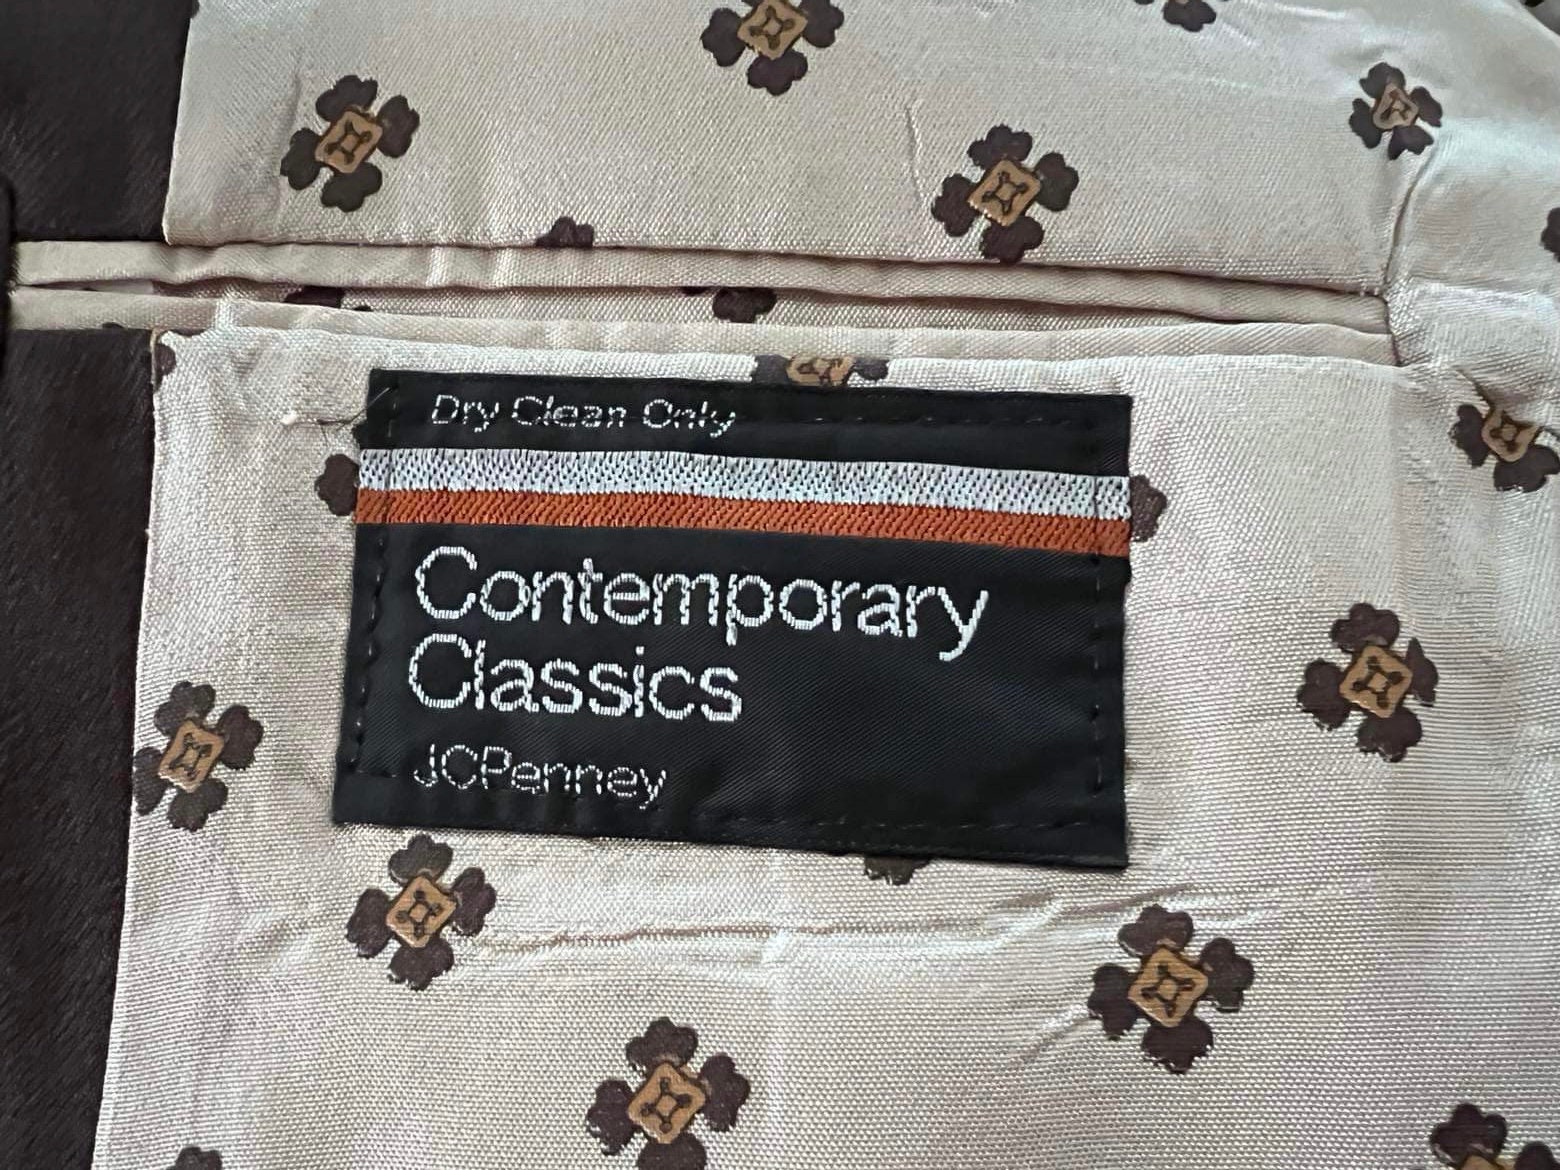 Dry Clean Only
Contemporary
Classics
JCPenney